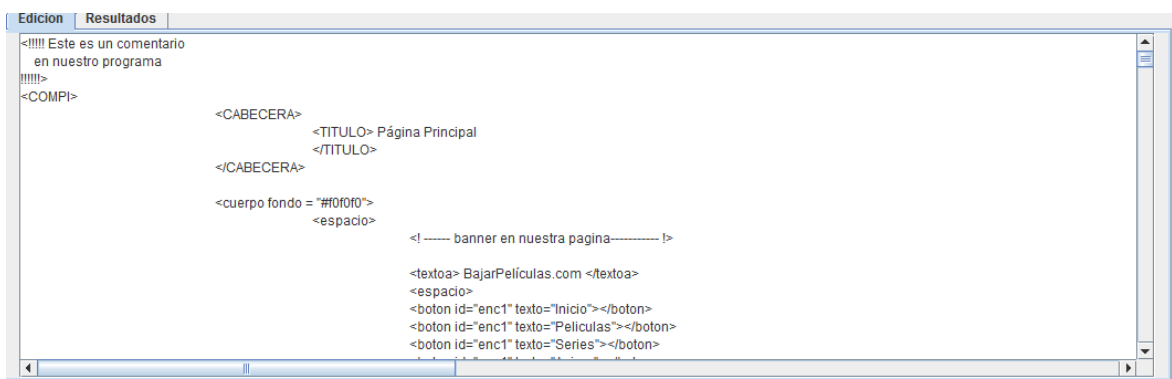 Edicion Resultados
<!!!!! Este es un comentario
en nuestro programa
!!!!!!>
<COMPI>
<CABECERA>
<TITULO> Página Principal
</TITULO>
</CABECERA>
<cuerpo fondo = "#f0f0f0">
<espacio>
<! ------ banner en nuestra pagina----------- !>
<textoa> BajarPelículas.com </textoa>
<espacio>
<boton id="enc1" texto="Inicio"></boton>
<boton id="enc1" texto="Peliculas"></boton>
<boton id="enc1" texto="Series"></boton>